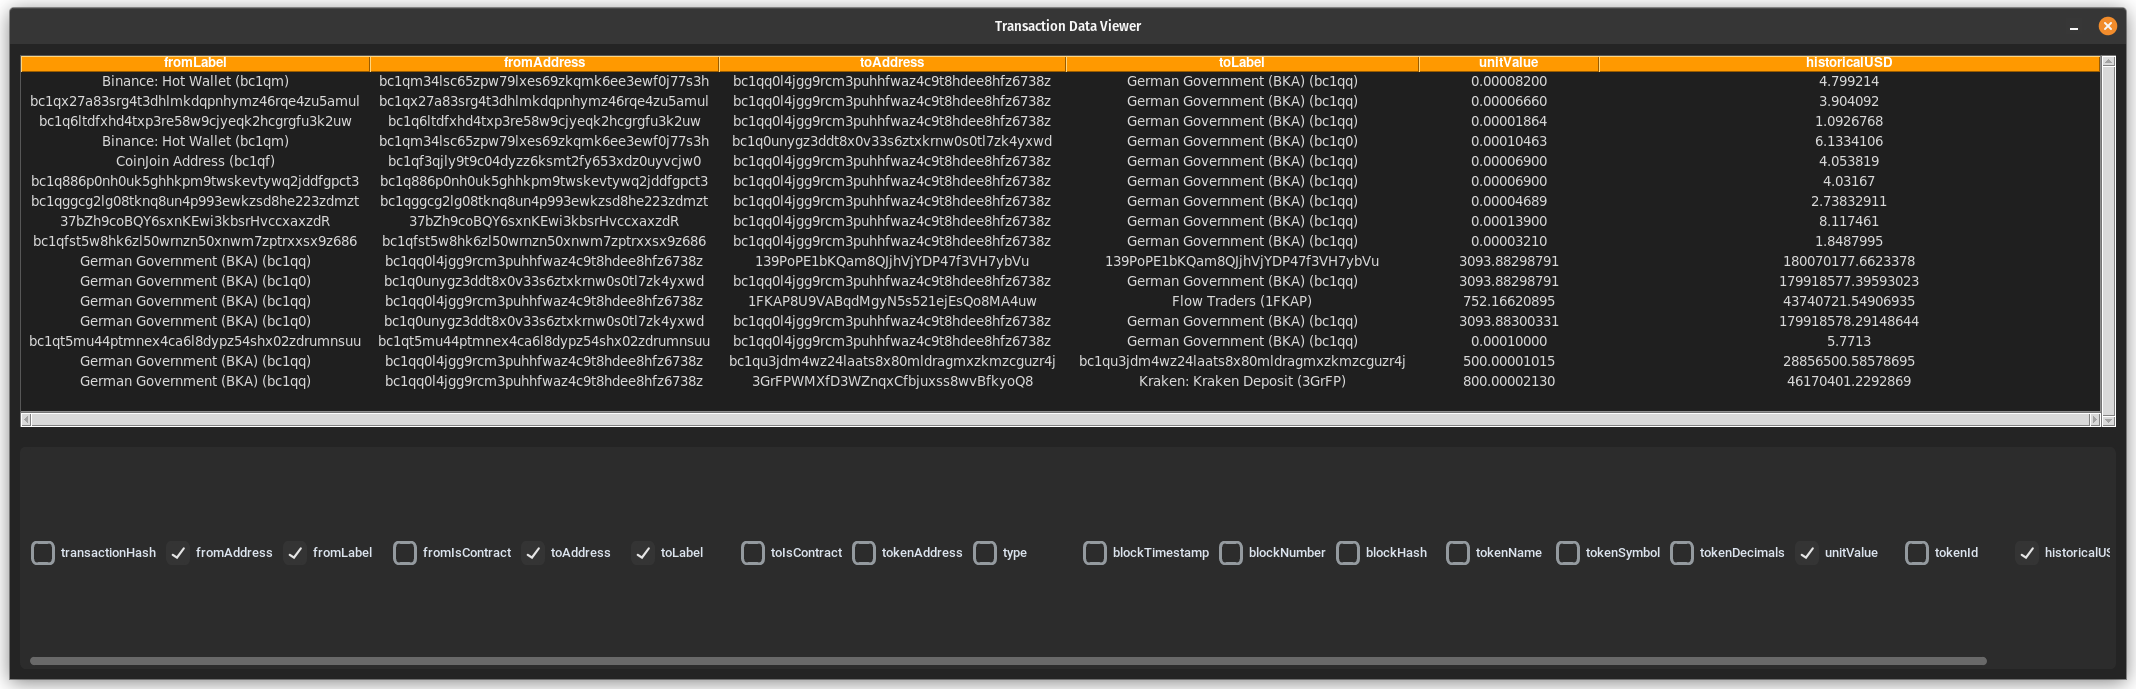 Transaction Data Viewer
fromLabel fromAddress toAddress toLabel unitValue historicalUSD
Binance: Hot Wallet (bc1qm) bc1qm34lsc65zpw79lxes69zkqmk6ee3ewf0j77s3h bc1qq0l4jgg9rcm3puhhfwaz4c9t8hdee8hfz6738z German Government (BKA) (bc1qq) 0.00008200 4.799214
bc1qx27a83srg4t3dhlmkdqpnhymz46rqe4zu5amul bc1qx27a83srg4t3dhlmkdqpnhymz46rqe4zu5amul bc1qq0l4jgg9rcm3puhhfwaz4c9t8hdee8hfz6738z German Government (BKA) (bc1qq) 0.00006660 3.904092
bc1q6ltdfxhd4txp3re58w9cjyeqk2hcgrgfu3k2uw bc1q6ltdfxhd4txp3re58w9cjyeqk2hcgrgfu3k2uw bc1qq0l4jgg9rcm3puhhfwaz4c9t8hdee8hfz6738z German Government (BKA) (bc1qq) 0.00001864 1.0926768
Binance: Hot Wallet (bc1qm) bc1qm34lsc65zpw79lxes69zkqmk6ee3ewf0j77s3h bc1q0unygz3ddt8x0v33s6ztxkrnw0s0tl7zk4yxwd German Government (BKA) (bc1q0) 0.00010463 6.1334106
CoinJoin Address (bc1qf) bc1qf3qjly9t9c04dyzz6ksmt2fy653xdz0uyvcjw0 bc1qq0l4jgg9rcm3puhhfwaz4c9t8hdee8hfz6738z German Government (BKA) (bc1qq) 0.00006900 4.053819
bc1q886p0nh0uk5ghhkpm9twskevtywq2jddfgpct3 bc1q886p0nh0uk5ghhkpm9twskevtywq2jddfgpct3 bc1qq0l4jgg9rcm3puhhfwaz4c9t8hdee8hfz6738z German Government (BKA) (bc1qq) 0.00006900 4.03167
bc1qggcg2lg08tknq8un4p993ewkzsd8he223zdmzt bc1qggcg2lg08tknq8un4p993ewkzsd8he223zdmzt bc1qq0l4jgg9rcm3puhhfwaz4c9t8hdee8hfz6738z German Government (BKA) (bc1qq) 0.00004689 2.73832911
37bZh9coBQY6sxnKEwi3kbsrHvccxaxzdR 37bZh9coBQY6sxnKEwi3kbsrHvccxaxzdR bc1qq0l4jgg9rcm3puhhfwaz4c9t8hdee8hfz6738z German Government (BKA) (bc1qq) 0.00013900 8.117461
bc1qfst5w8hk6zl50wrnzn50xnwm7zptrxxsx9z686 bc1qfst5w8hk6zl50wrnzn50xnwm7zptrxxsx9z686 bc1qq0l4jgg9rcm3puhhfwaz4c9t8hdee8hfz6738z German Government (BKA) (bc1qq) 0.00003210 1.8487995
German Government (BKA) (bc1qq) bc1qq0l4jgg9rcm3puhhfwaz4c9t8hdee8hfz6738z 139PoPE1bKQam8QJjhVjYDP47f3VH7ybVu 139PoPE1bKQam8QJjhVjYDP47f3VH7ybVu 3093.88298791 180070177.6623378
German Government (BKA) (bc1q0) bc1q0unygz3ddt8x0v33s6ztxkrnw0s0tl7zk4yxwd bc1qq0l4jgg9rcm3puhhfwaz4c9t8hdee8hfz6738z German Government (BKA) (bc1qq) 3093.88298791 179918577.39593023
German Government (BKA) (bc1qq) bc1qq0l4jgg9rcm3puhhfwaz4c9t8hdee8hfz6738z 1FKAP8U9VABqdMgyN5s521ejEsQo8MA4uw Flow Traders (1FKAP) 752.16620895 43740721.54906935
German Government (BKA) (bc1q0) bc1q0unygz3ddt8x0v33s6ztxkrnw0s0tl7zk4yxwd bc1qq0l4jgg9rcm3puhhfwaz4c9t8hdee8hfz6738z German Government (BKA) (bc1qq) 3093.88300331 179918578.29148644
bc1qt5mu44ptmnex4ca6l8dypz54shx02zdrumnsuu bc1qt5mu44ptmnex4ca6l8dypz54shx02zdrumnsuu bc1qq0l4jgg9rcm3puhhfwaz4c9t8hdee8hfz6738z German Government (BKA) (bc1qq) 0.00010000 5.7713
German Government (BKA) (bc1qq) bc1qq0l4jgg9rcm3puhhfwaz4c9t8hdee8hfz6738z bc1qu3jdm4wz24laats8x80mldragmxzkmzcguzr4j bc1qu3jdm4wz24laats8x80mldragmxzkmzcguzr4j 500.00001015 28856500.58578695
German Government (BKA) (bc1qq) bc1qq0l4jgg9rcm3puhhfwaz4c9t8hdee8hfz6738z 3GrFPWMXfD3WZnqxCfbjuxss8wvBfkyoQ8 Kraken: Kraken Deposit (3GrFP) 800.00002130 46170401.2292869
transactionHash fromAddress fromLabel fromIsContract toAddress toLabel toIsContract tokenAddress type blockTimestamp blockNumber blockHash tokenName tokenSymbol tokenDecimals unitValue tokenId historicalUS